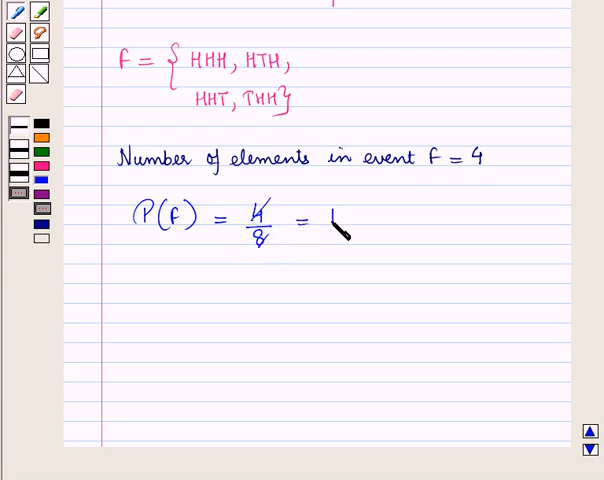 F = { HHH, HTH,
HHT, THH}
Number of elements in event F = 4
P(F) = 4/8 = 1